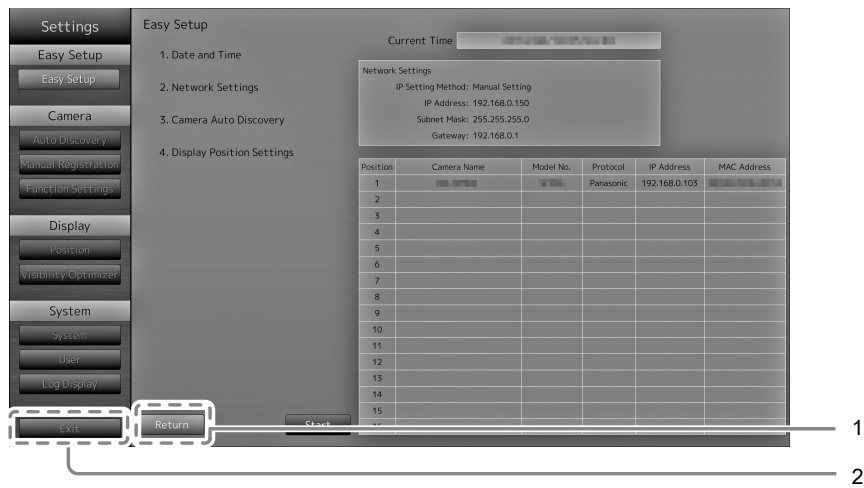 Settings
Easy Setup
Easy Setup
Camera
Auto Discovery
Manual Registration
Function Settings
Display
Position
Visibility Optimizer
System
System
User
Log Display
Exit
Easy Setup
1. Date and Time
2. Network Settings
3. Camera Auto Discovery
4. Display Position Settings
Return
Start
Current Time
Network Settings
IP Setting Method: Manual Setting
IP Address: 192.168.0.150
Subnet Mask: 255.255.255.0
Gateway: 192.168.0.1
Position Camera Name Model No. Protocol IP Address MAC Address
1 Panasonic 192.168.0.103
2
3
4
5
6
7
8
9
10
11
12
13
14
15
1
2